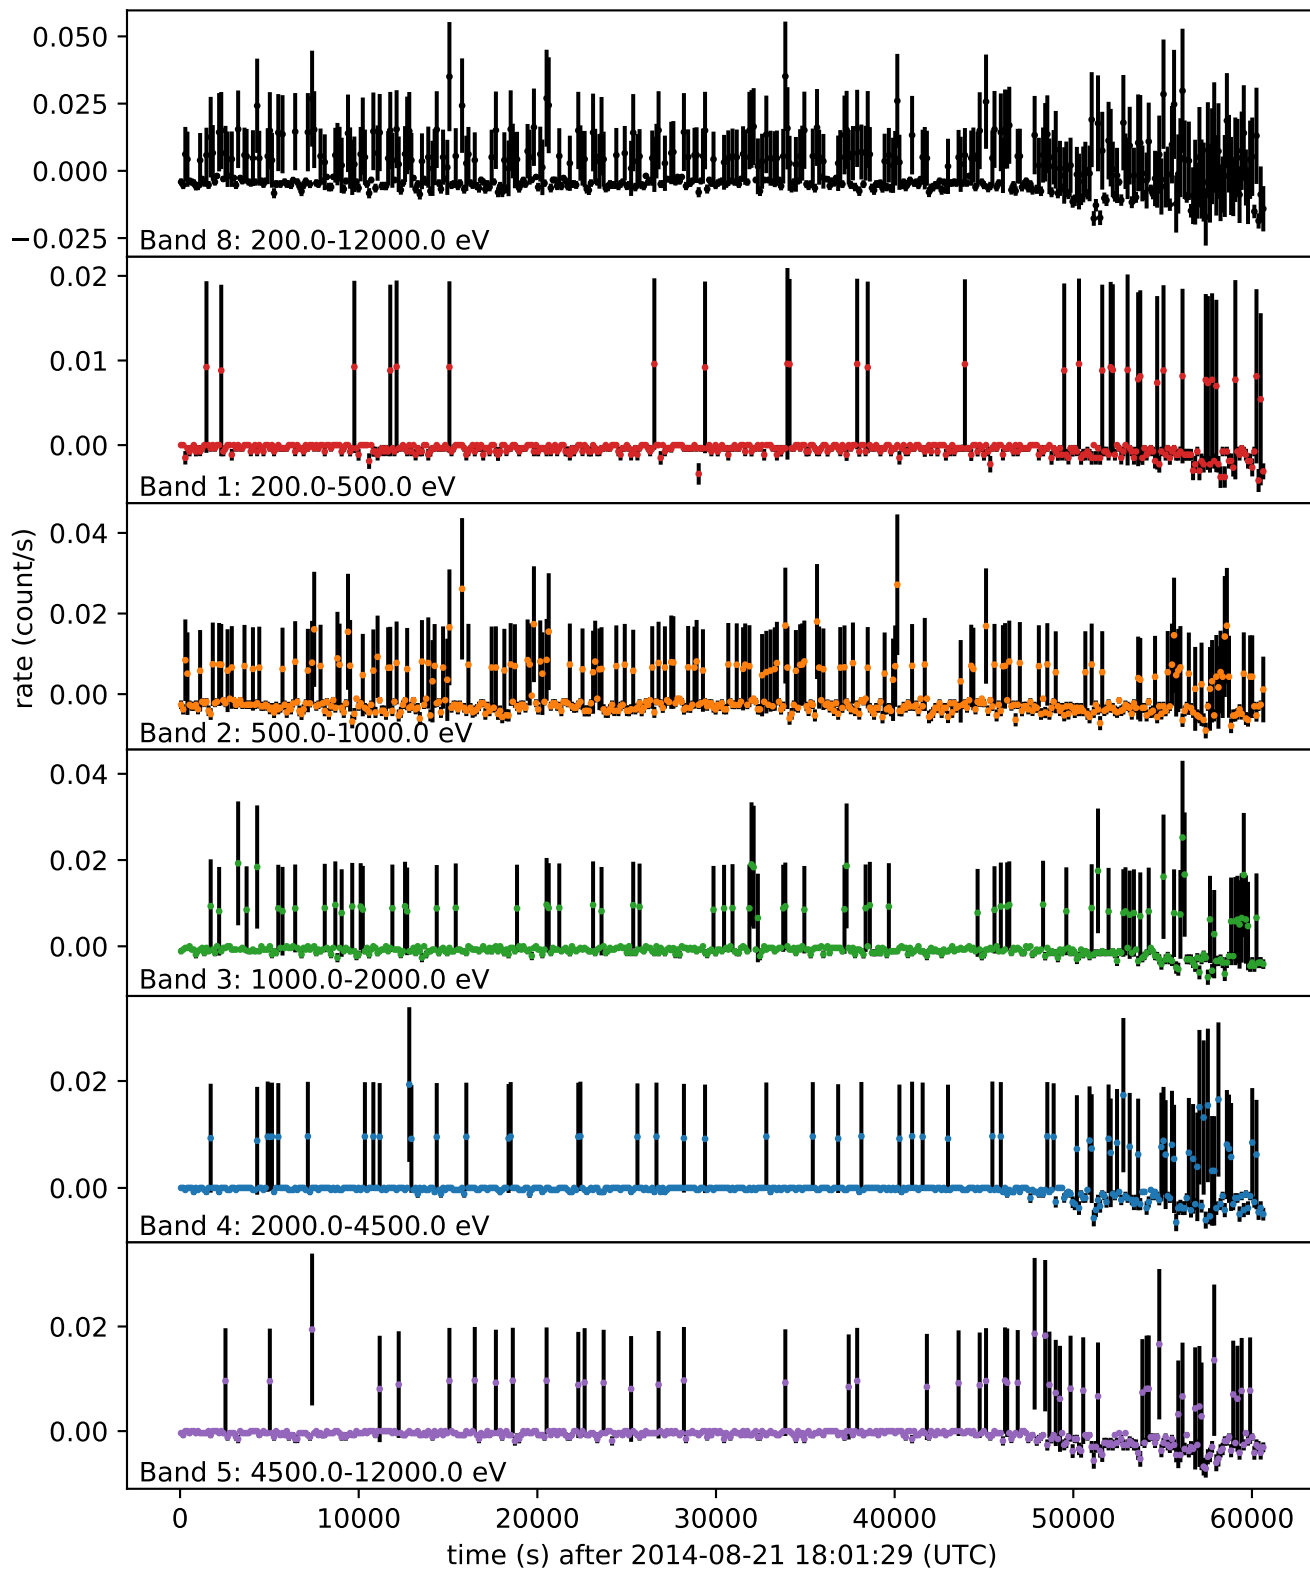 0.050
0.025
0.000
−0.025
Band 8: 200.0-12000.0 eV
0.02
0.01
0.00
Band 1: 200.0-500.0 eV
rate (count/s)
0.04
0.02
0.00
Band 2: 500.0-1000.0 eV
0.04
0.02
0.00
Band 3: 1000.0-2000.0 eV
0.02
0.00
Band 4: 2000.0-4500.0 eV
0.02
0.00
Band 5: 4500.0-12000.0 eV
0 10000 20000 30000 40000 50000 60000
time (s) after 2014-08-21 18:01:29 (UTC)